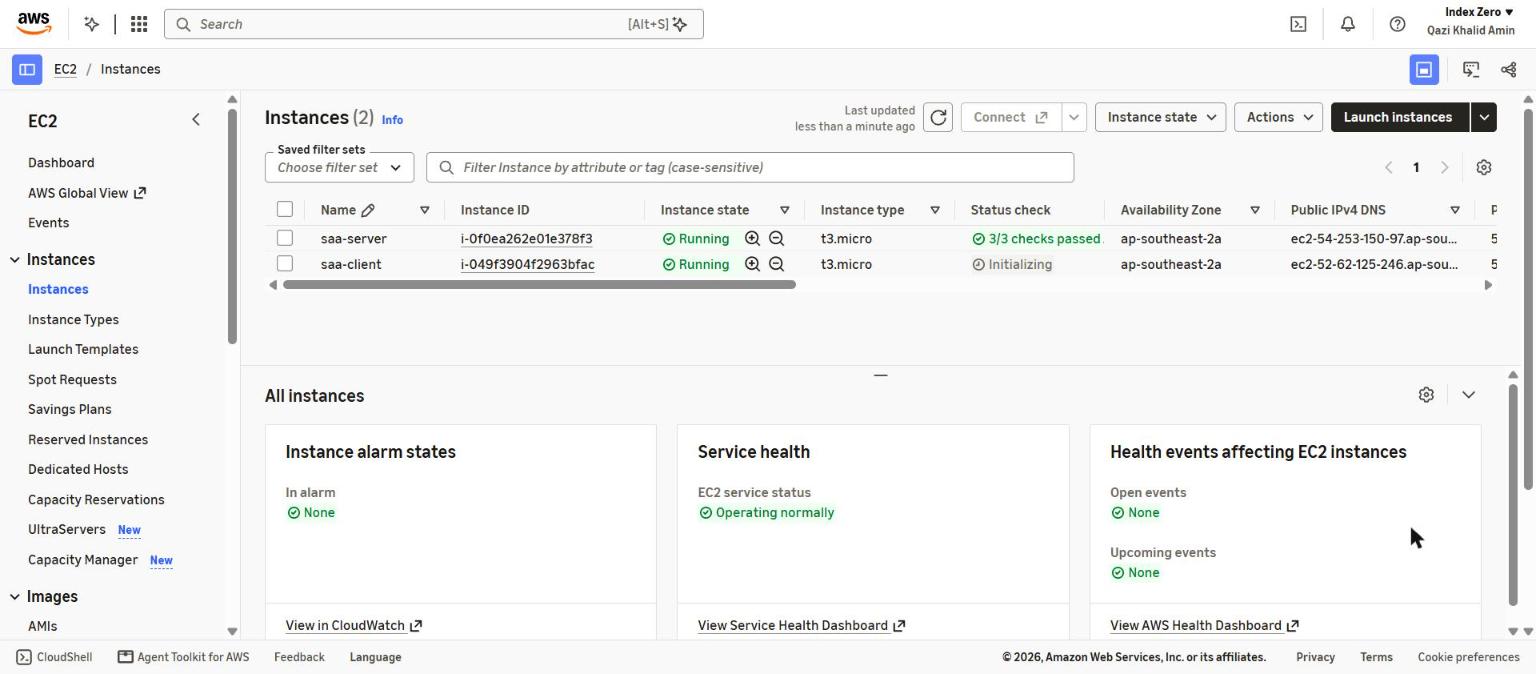 aws
Search [Alt+S]
Index Zero ▼
Qazi Khalid Amin
EC2 / Instances
EC2
Dashboard
AWS Global View
Events
Instances
Instances
Instance Types
Launch Templates
Spot Requests
Savings Plans
Reserved Instances
Dedicated Hosts
Capacity Reservations
UltraServers New
Capacity Manager New
Images
AMIs
Instances (2) Info
Last updated
less than a minute ago
Connect
Instance state
Actions
Launch instances
Saved filter sets
Choose filter set
Filter Instance by attribute or tag (case-sensitive)
1
Name Instance ID Instance state Instance type Status check Availability Zone Public IPv4 DNS P
saa-server i-0f0ea262e01e378f3 Running t3.micro 3/3 checks passed ap-southeast-2a ec2-54-253-150-97.ap-sou... 5
saa-client i-049f3904f2963bfac Running t3.micro Initializing ap-southeast-2a ec2-52-62-125-246.ap-sou... 5
All instances
Instance alarm states
In alarm
None
View in CloudWatch
Service health
EC2 service status
Operating normally
View Service Health Dashboard
Health events affecting EC2 instances
Open events
None
Upcoming events
None
View AWS Health Dashboard
CloudShell Agent Toolkit for AWS Feedback Language © 2026, Amazon Web Services, Inc. or its affiliates. Privacy Terms Cookie preferences